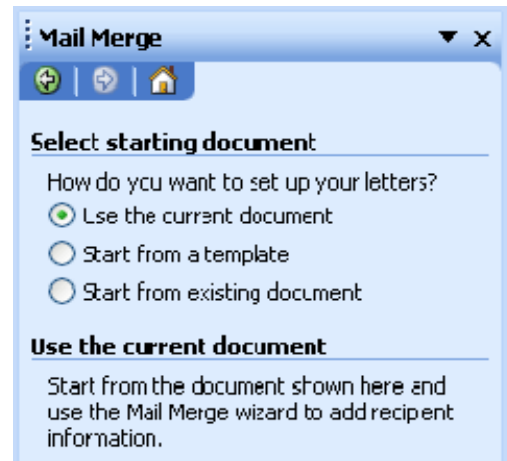 Mail Merge
Select starting document
How do you want to set up your letters?
Use the current document
Start from a template
Start from existing document
Use the current document
Start from the document shown here and
use the Mail Merge wizard to add recipent
information.